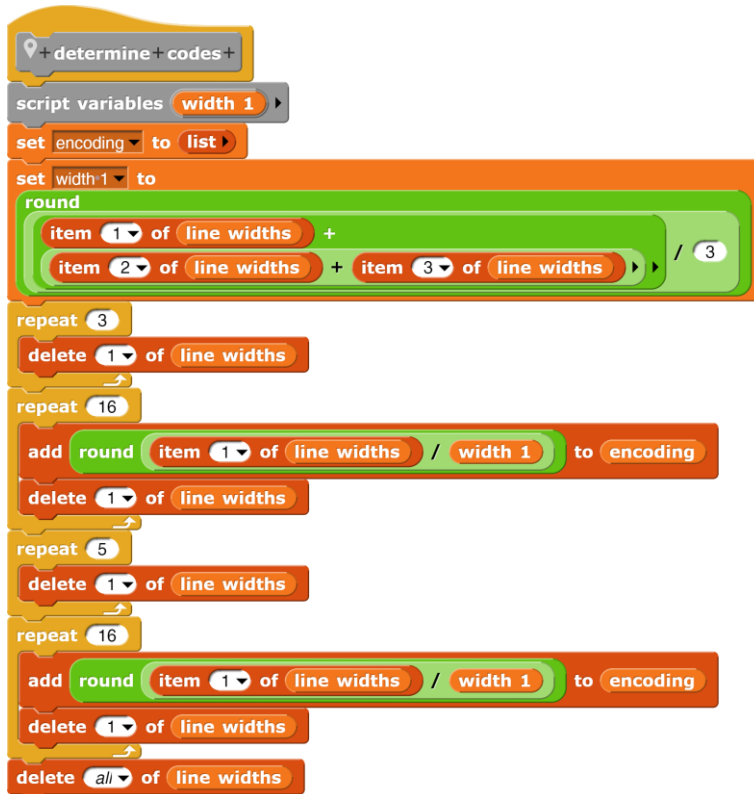 + determine + codes +
script variables width 1
set encoding to list
set width 1 to
round
item 1 of line widths +
item 2 of line widths + item 3 of line widths / 3
repeat 3
delete 1 of line widths
repeat 16
add round item 1 of line widths / width 1 to encoding
delete 1 of line widths
repeat 5
delete 1 of line widths
repeat 16
add round item 1 of line widths / width 1 to encoding
delete 1 of line widths
delete all of line widths